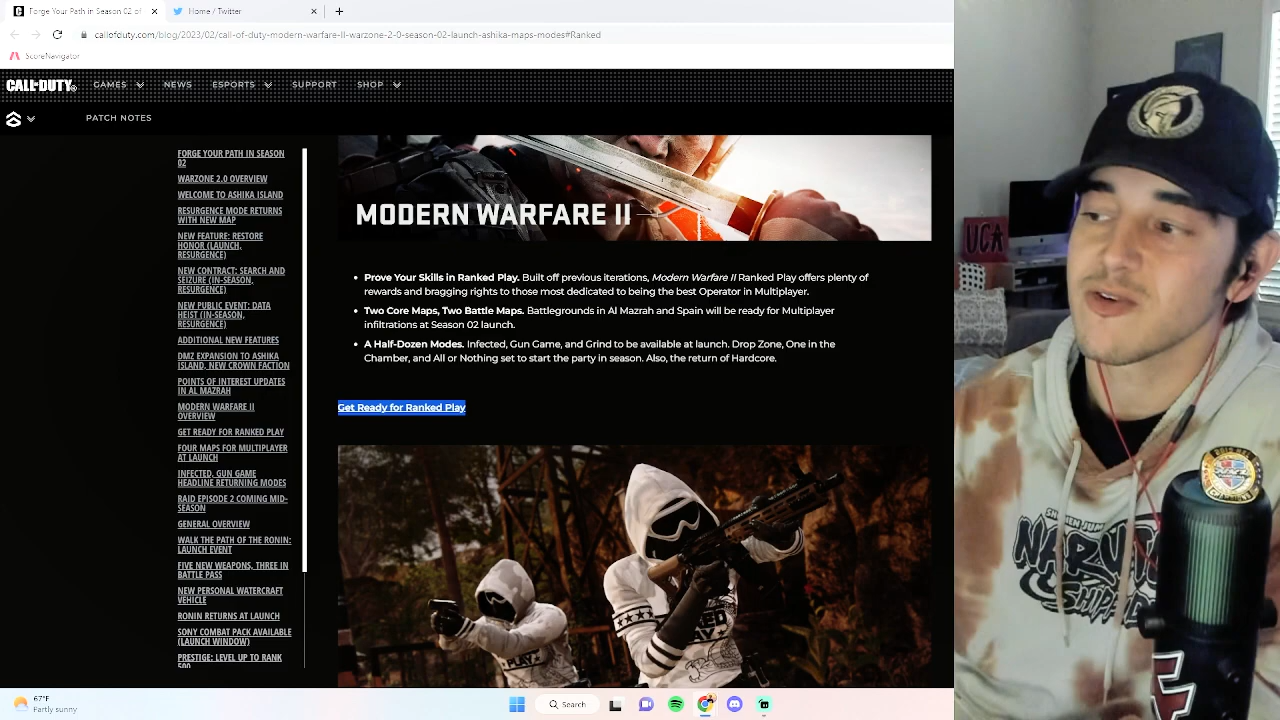 Forge Your Path in Season 02 of
Home / Twitter
callofduty.com/blog/2023/02/call-of-duty-modern-warfare-II-warzone-2-0-season-02-launch-ashika-maps-modes#Ranked
ScoreNavigator
CALL OF DUTY
GAMES
NEWS
ESPORTS
SUPPORT
SHOP
PATCH NOTES
FORGE YOUR PATH IN SEASON
02
WARZONE 2.0 OVERVIEW
WELCOME TO ASHIKA ISLAND
RESURGENCE MODE RETURNS
WITH NEW MAP
NEW FEATURE: RESTORE
HONOR (LAUNCH,
RESURGENCE)
NEW CONTRACT: SEARCH AND
SEIZURE (IN-SEASON,
RESURGENCE)
NEW PUBLIC EVENT: DATA
HEIST (IN-SEASON,
RESURGENCE)
ADDITIONAL NEW FEATURES
DMZ EXPANSION TO ASHIKA
ISLAND, NEW CROWN FACTION
POINTS OF INTEREST UPDATES
IN AL MAZRAH
MODERN WARFARE II
OVERVIEW
GET READY FOR RANKED PLAY
FOUR MAPS FOR MULTIPLAYER
AT LAUNCH
INFECTED, GUN GAME
HEADLINE RETURNING MODES
RAID EPISODE 2 COMING MID-
SEASON
GENERAL OVERVIEW
WALK THE PATH OF THE RONIN:
LAUNCH EVENT
FIVE NEW WEAPONS, THREE IN
BATTLE PASS
NEW PERSONAL WATERCRAFT
VEHICLE
RONIN RETURNS AT LAUNCH
SONY COMBAT PACK AVAILABLE
(LAUNCH WINDOW)
PRESTIGE: LEVEL UP TO RANK
500
MODERN WARFARE II
• Prove Your Skills in Ranked Play. Built off previous iterations, Modern Warfare II Ranked Play offers plenty of
rewards and bragging rights to those most dedicated to being the best Operator in Multiplayer.
• Two Core Maps, Two Battle Maps. Battlegrounds in Al Mazrah and Spain will be ready for Multiplayer
infiltrations at Season 02 launch.
• A Half-Dozen Modes. Infected, Gun Game, and Grind to be available at launch. Drop Zone, One in the
Chamber, and All or Nothing set to start the party in season. Also, the return of Hardcore.
Get Ready for Ranked Play
PLAY
UCA
SHONEN JUMP
NARUTO
SHIPPUDEN
67°F
Partly sunny
Search